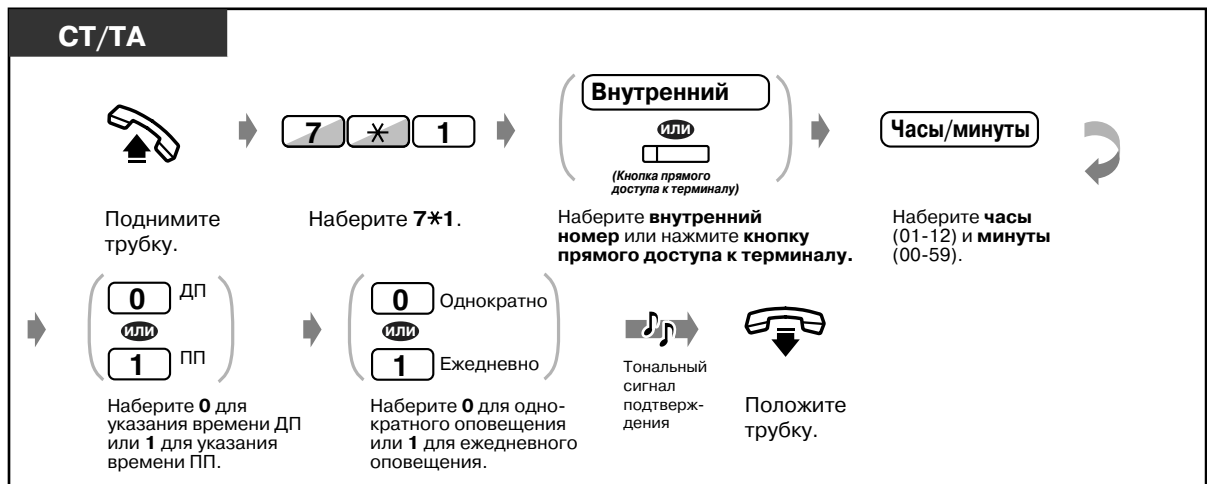 СТ/ТА
7 ✳ 1
Внутренний
или
(Кнопка прямого
доступа к терминалу)
Часы/минуты
Поднимите
трубку.
Наберите 7✳1.
Наберите внутренний
номер или нажмите кнопку
прямого доступа к терминалу.
Наберите часы
(01-12) и минуты
(00-59).
0 ДП
или
1 ПП
Наберите 0 для
указания времени ДП
или 1 для указания
времени ПП.
0 Однократно
или
1 Ежедневно
Наберите 0 для одно-
кратного оповещения
или 1 для ежедневного
оповещения.
Тональный
сигнал
подтверж-
дения
Положите
трубку.